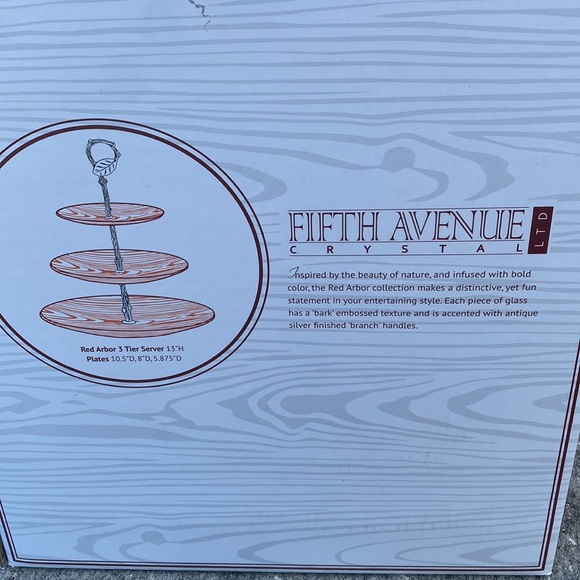 FIFTH AVENUE
CRYSTAL
LTD
Inspired by the beauty of nature, and infused with bold
color, the Red Arbor collection makes a distinctive, yet fun
statement in your entertaining style. Each piece of glass
has a 'bark' embossed texture and is accented with antique
silver finished 'branch' handles.
Red Arbor 3 Tier Server 13"H
Plates 10.5"D, 8"D, 5.875"D